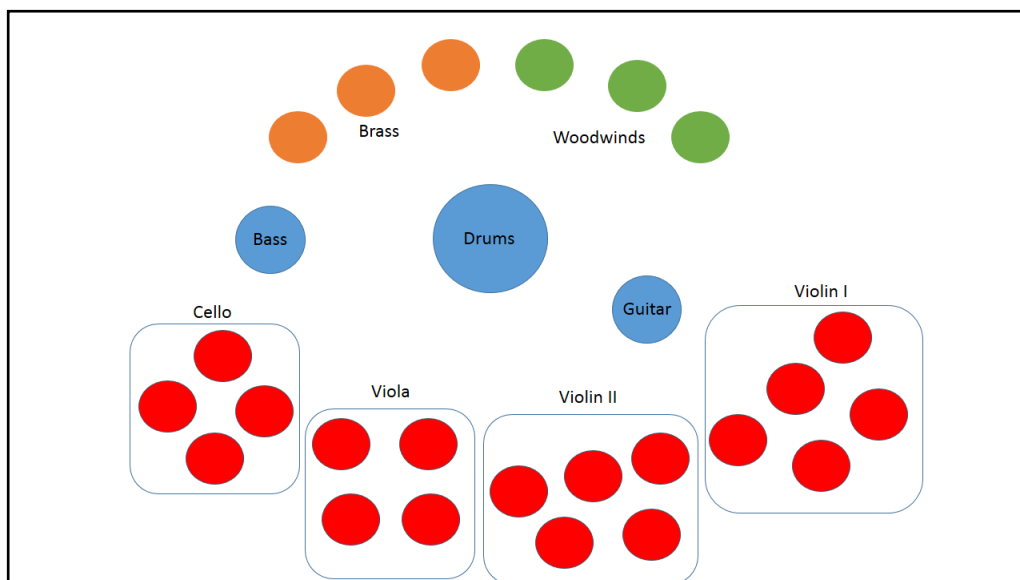 Brass
Woodwinds
Bass
Drums
Guitar
Violin I
Cello
Viola
Violin II